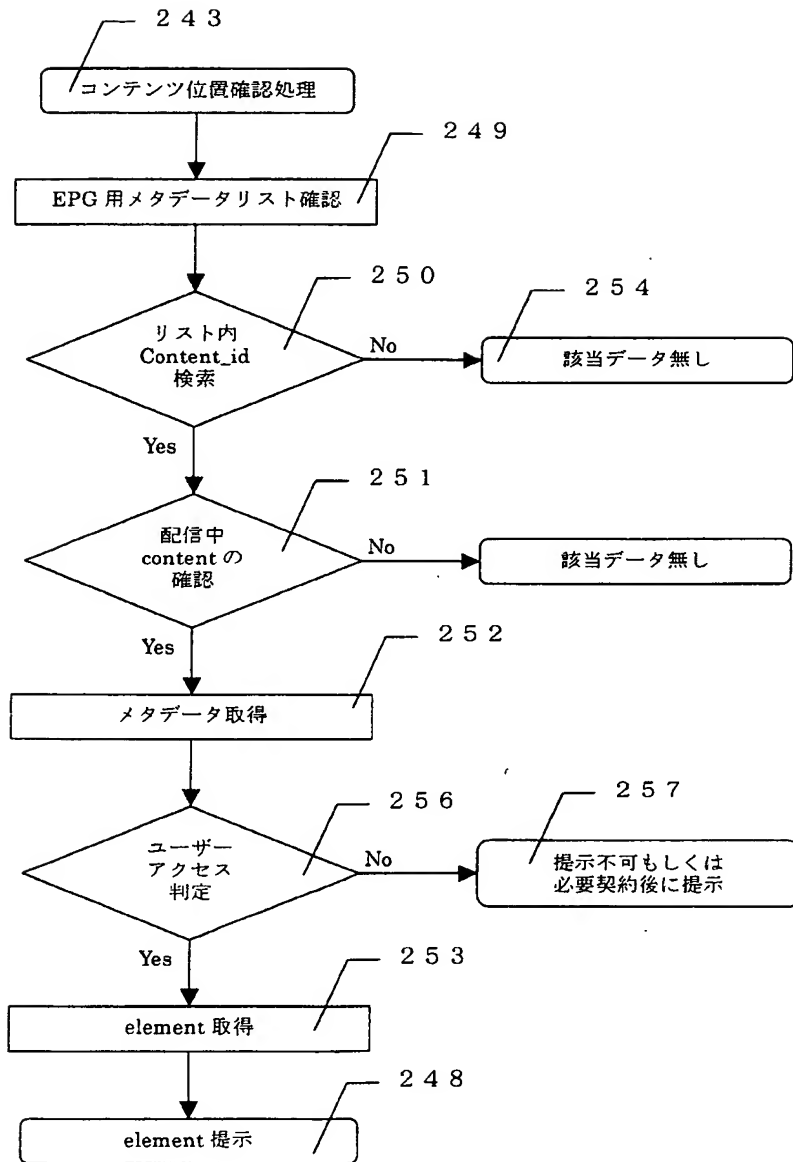 ２４３
コンテンツ位置確認処理
２４９
EPG 用メタデータリスト確認
２５０
２５４
リスト内
Content_id
検索
No
該当データ無し
Yes
２５１
配信中
content の
確認
No
該当データ無し
Yes
２５２
メタデータ取得
２５６
２５７
ユーザー
アクセス
判定
No
提示不可もしくは
必要契約後に提示
Yes
２５３
element 取得
２４８
element 提示